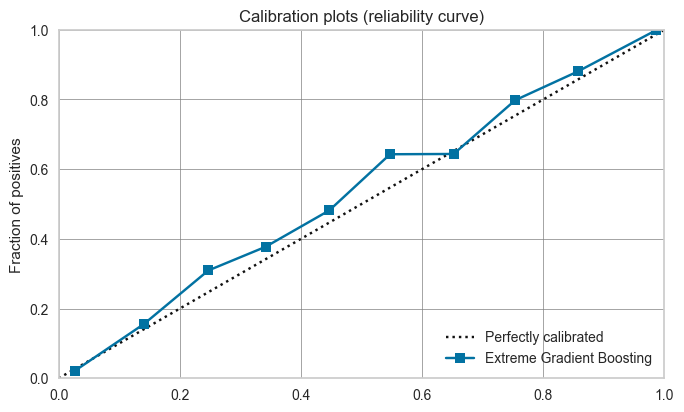 Calibration plots (reliability curve)
1.0
0.8
0.6
0.4
0.2
0.0
Fraction of positives
Perfectly calibrated
Extreme Gradient Boosting
0.0 0.2 0.4 0.6 0.8 1.0